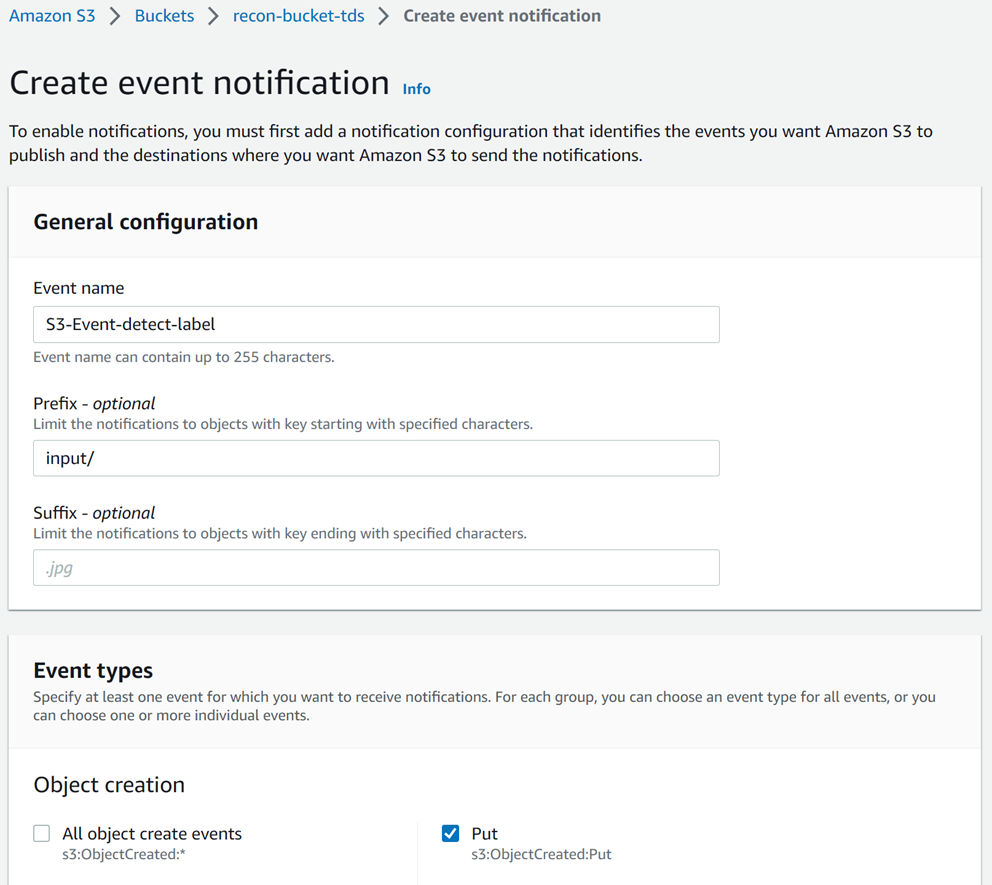 Amazon S3 > Buckets > recon-bucket-tds > Create event notification
Create event notification Info
To enable notifications, you must first add a notification configuration that identifies the events you want Amazon S3 to
publish and the destinations where you want Amazon S3 to send the notifications.
General configuration
Event name
S3-Event-detect-label
Event name can contain up to 255 characters.
Prefix - optional
Limit the notifications to objects with key starting with specified characters.
input/
Suffix - optional
Limit the notifications to objects with key ending with specified characters.
.jpg
Event types
Specify at least one event for which you want to receive notifications. For each group, you can choose an event type for all events, or you
can choose one or more individual events.
Object creation
All object create events
s3:ObjectCreated:*
Put
s3:ObjectCreated:Put